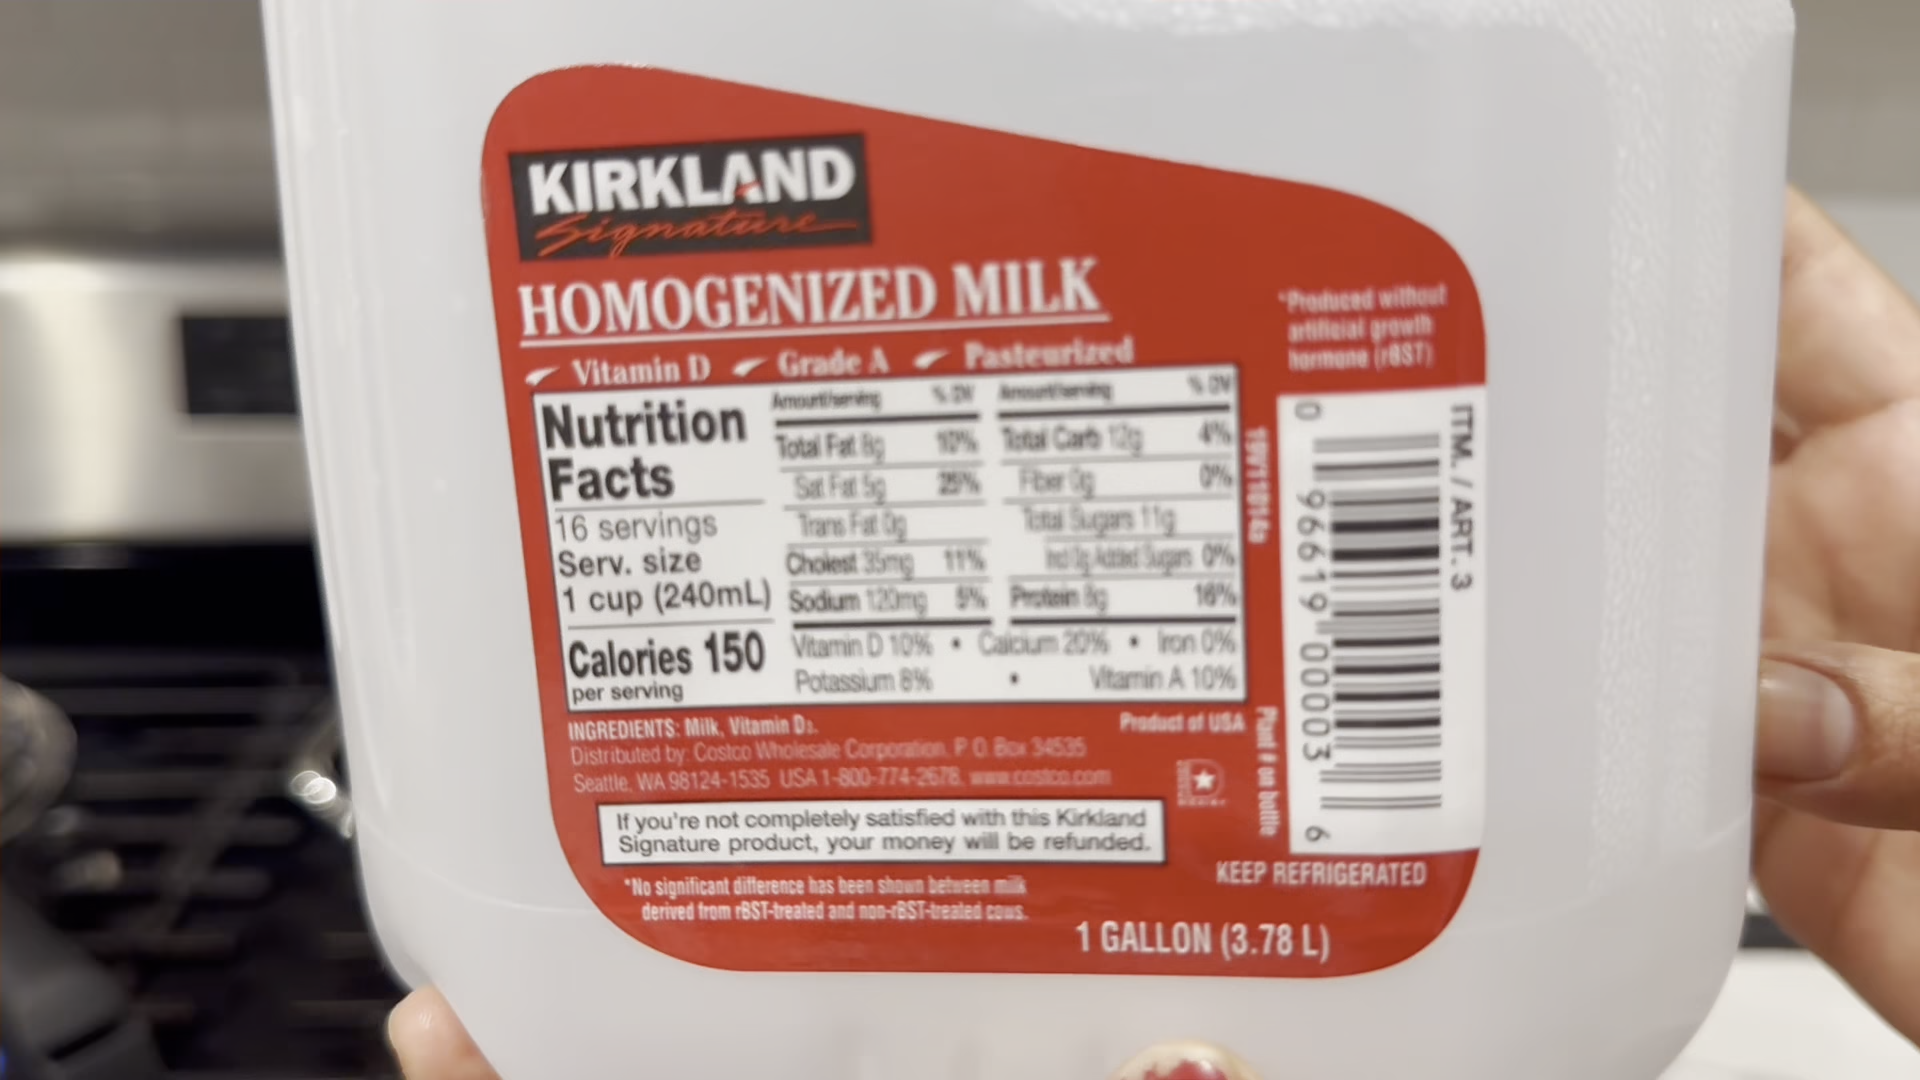 KIRKLAND
Signature
HOMOGENIZED MILK
Vitamin D Grade A Pasteurized
*Produced without
artificial growth
hormone (rBST)
Nutrition
Facts
16 servings
Serv. size
1 cup (240mL)
Calories 150
per serving
Amount/serving % DV
Total Fat 8g 10%
Sat Fat 5g 25%
Trans Fat 0g
Cholest 35mg 11%
Sodium 120mg 5%
Amount/serving % DV
Total Carb 12g 4%
Fiber 0g 0%
Total Sugars 11g
Incl 0g Added Sugars 0%
Protein 8g 16%
Vitamin D 10% • Calcium 20% • Iron 0%
Potassium 8% • Vitamin A 10%
INGREDIENTS: Milk, Vitamin D3.
Product of USA
Distributed by: Costco Wholesale Corporation, P.O. Box 34535
Seattle, WA 98124-1535 USA 1-800-774-2678. www.costco.com
If you're not completely satisfied with this Kirkland
Signature product, your money will be refunded.
*No significant difference has been shown between milk
derived from rBST-treated and non-rBST-treated cows.
Plant # on bottle
ITM. / ART. 3
0 96619 00003 6
KEEP REFRIGERATED
1 GALLON (3.78 L)